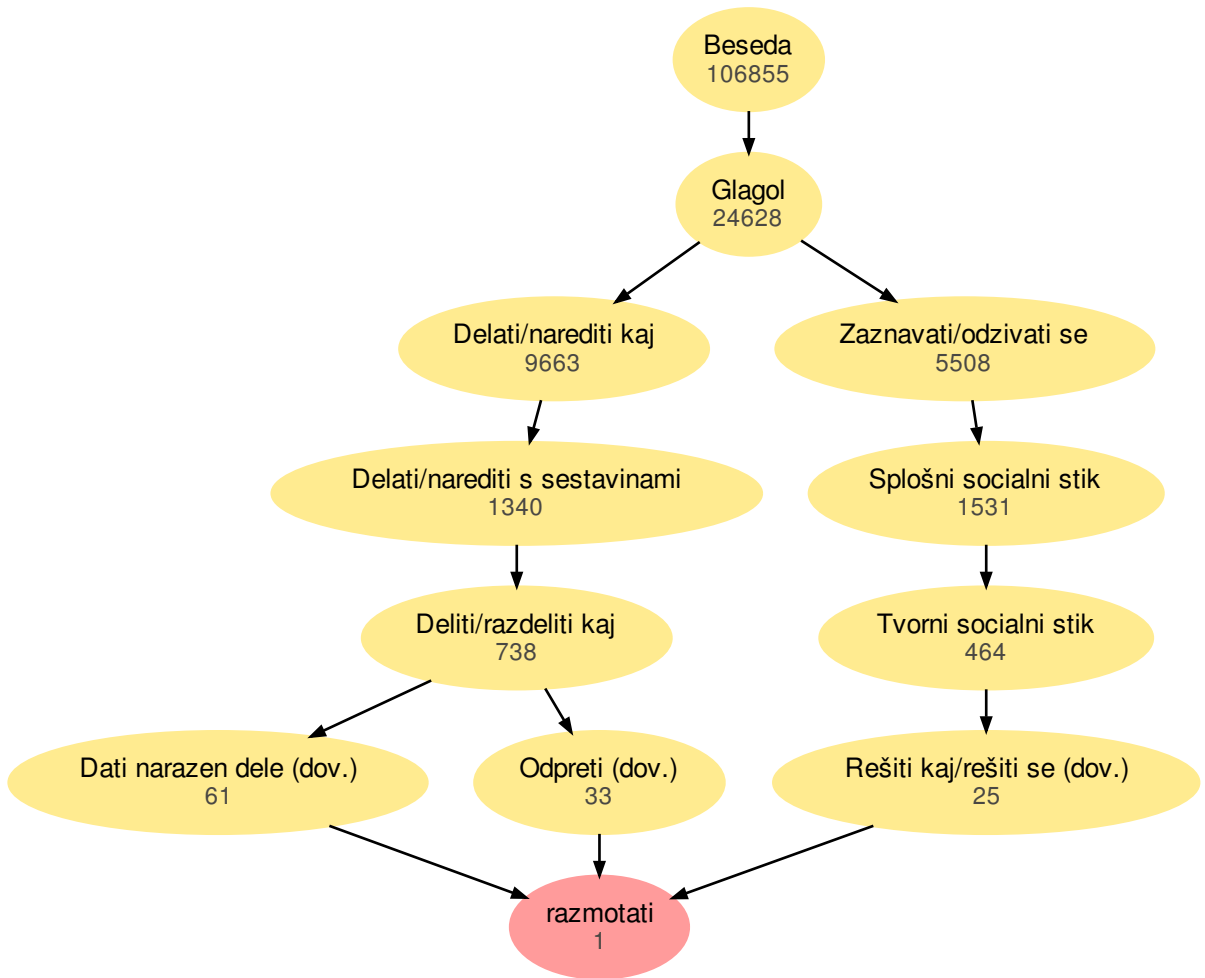 Beseda
106855
Glagol
24628
Delati/narediti kaj
9663
Zaznavati/odzivati se
5508
Delati/narediti s sestavinami
1340
Splošni socialni stik
1531
Deliti/razdeliti kaj
738
Tvorni socialni stik
464
Dati narazen dele (dov.)
61
Odpreti (dov.)
33
Rešiti kaj/rešiti se (dov.)
25
razmotati
1